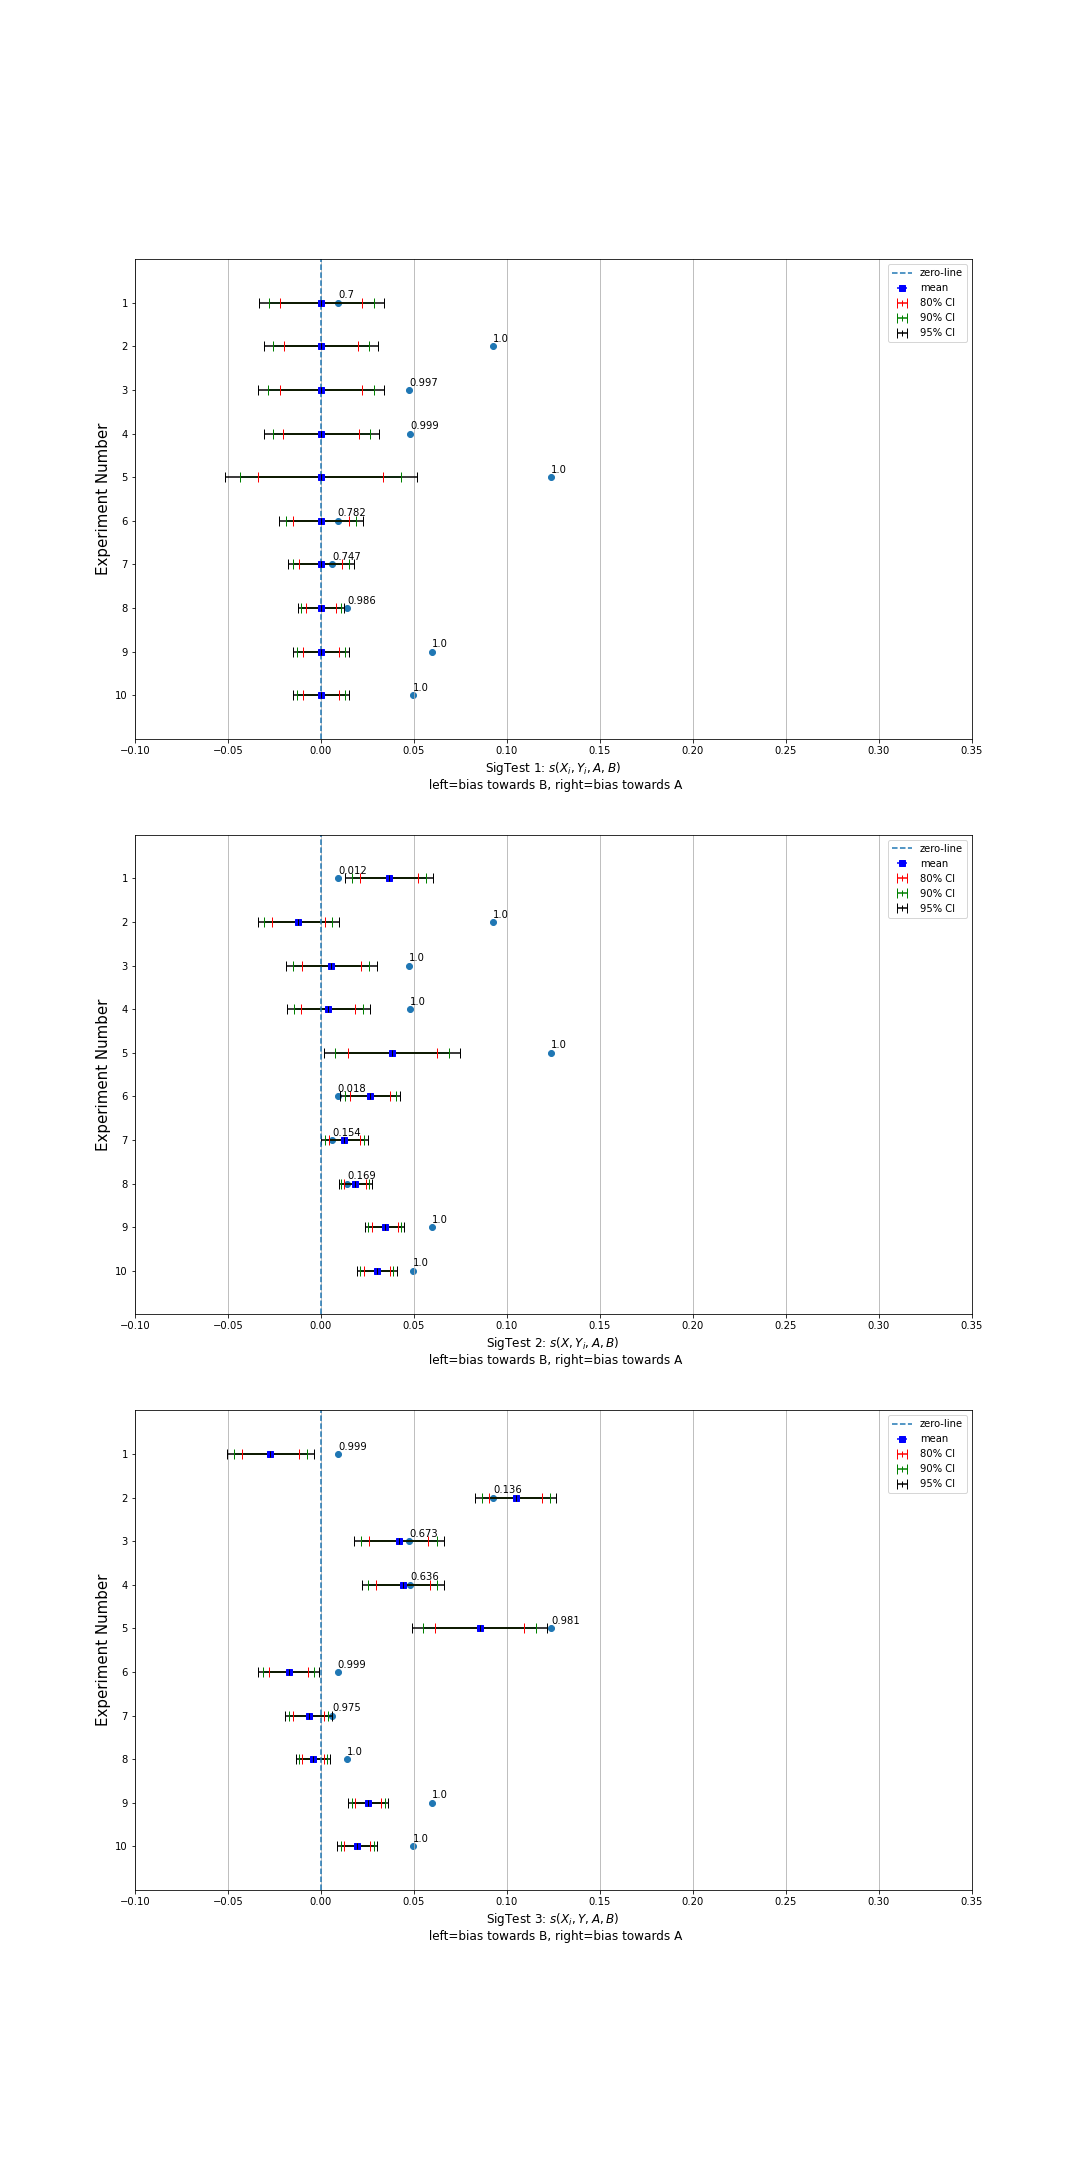 zero-line
mean
80% CI
90% CI
95% CI
Experiment Number
1 0.7
2 1.0
3 0.997
4 0.999
5 1.0
6 0.782
7 0.747
8 0.986
9 1.0
10 1.0
−0.10 −0.05 0.00 0.05 0.10 0.15 0.20 0.25 0.30 0.35
SigTest 1: s(Xᵢ, Yᵢ, A, B)
left=bias towards B, right=bias towards A
zero-line
mean
80% CI
90% CI
95% CI
Experiment Number
1 0.012
2 1.0
3 1.0
4 1.0
5 1.0
6 0.018
7 0.154
8 0.169
9 1.0
10 1.0
−0.10 −0.05 0.00 0.05 0.10 0.15 0.20 0.25 0.30 0.35
SigTest 2: s(X, Yᵢ, A, B)
left=bias towards B, right=bias towards A
zero-line
mean
80% CI
90% CI
95% CI
Experiment Number
1 0.999
2 0.136
3 0.673
4 0.636
5 0.981
6 0.999
7 0.975
8 1.0
9 1.0
10 1.0
−0.10 −0.05 0.00 0.05 0.10 0.15 0.20 0.25 0.30 0.35
SigTest 3: s(Xᵢ, Y, A, B)
left=bias towards B, right=bias towards A